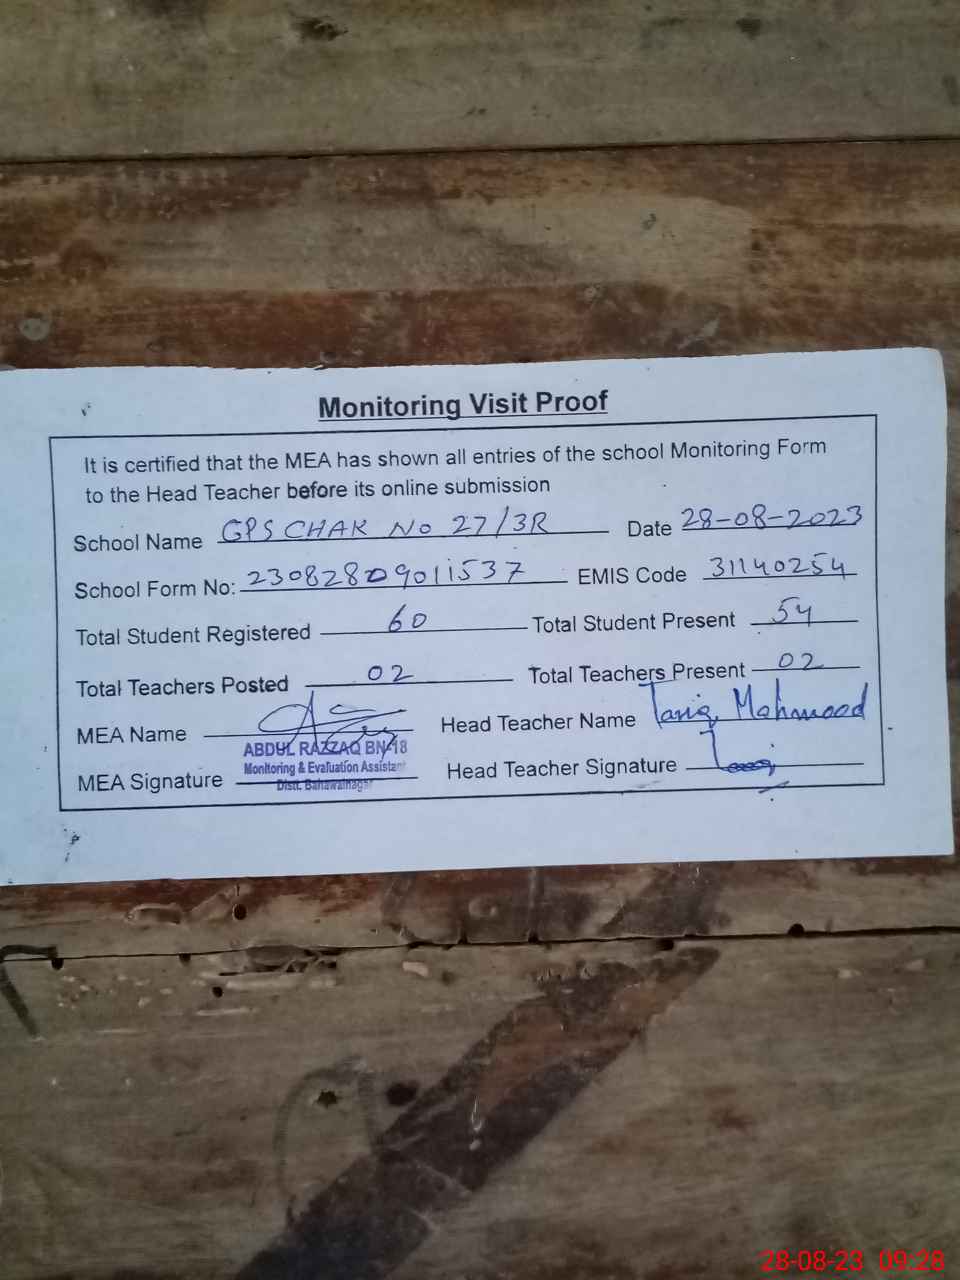 Monitoring Visit Proof
It is certified that the MEA has shown all entries of the school Monitoring Form
to the Head Teacher before its online submission
School Name GPS CHAK No 27/3R Date 28-08-2023
School Form No: 23082809011537 EMIS Code 31140254
Total Student Registered 60 Total Student Present 54
Total Teachers Posted 02 Total Teachers Present 02
MEA Name Head Teacher Name Tariq Mahmood
ABDUL RAZZAQ BN/18
Monitoring & Evaluation Assistant
MEA Signature Head Teacher Signature Tariq
Distt. Bahawalnagar
28-08-23 09:28